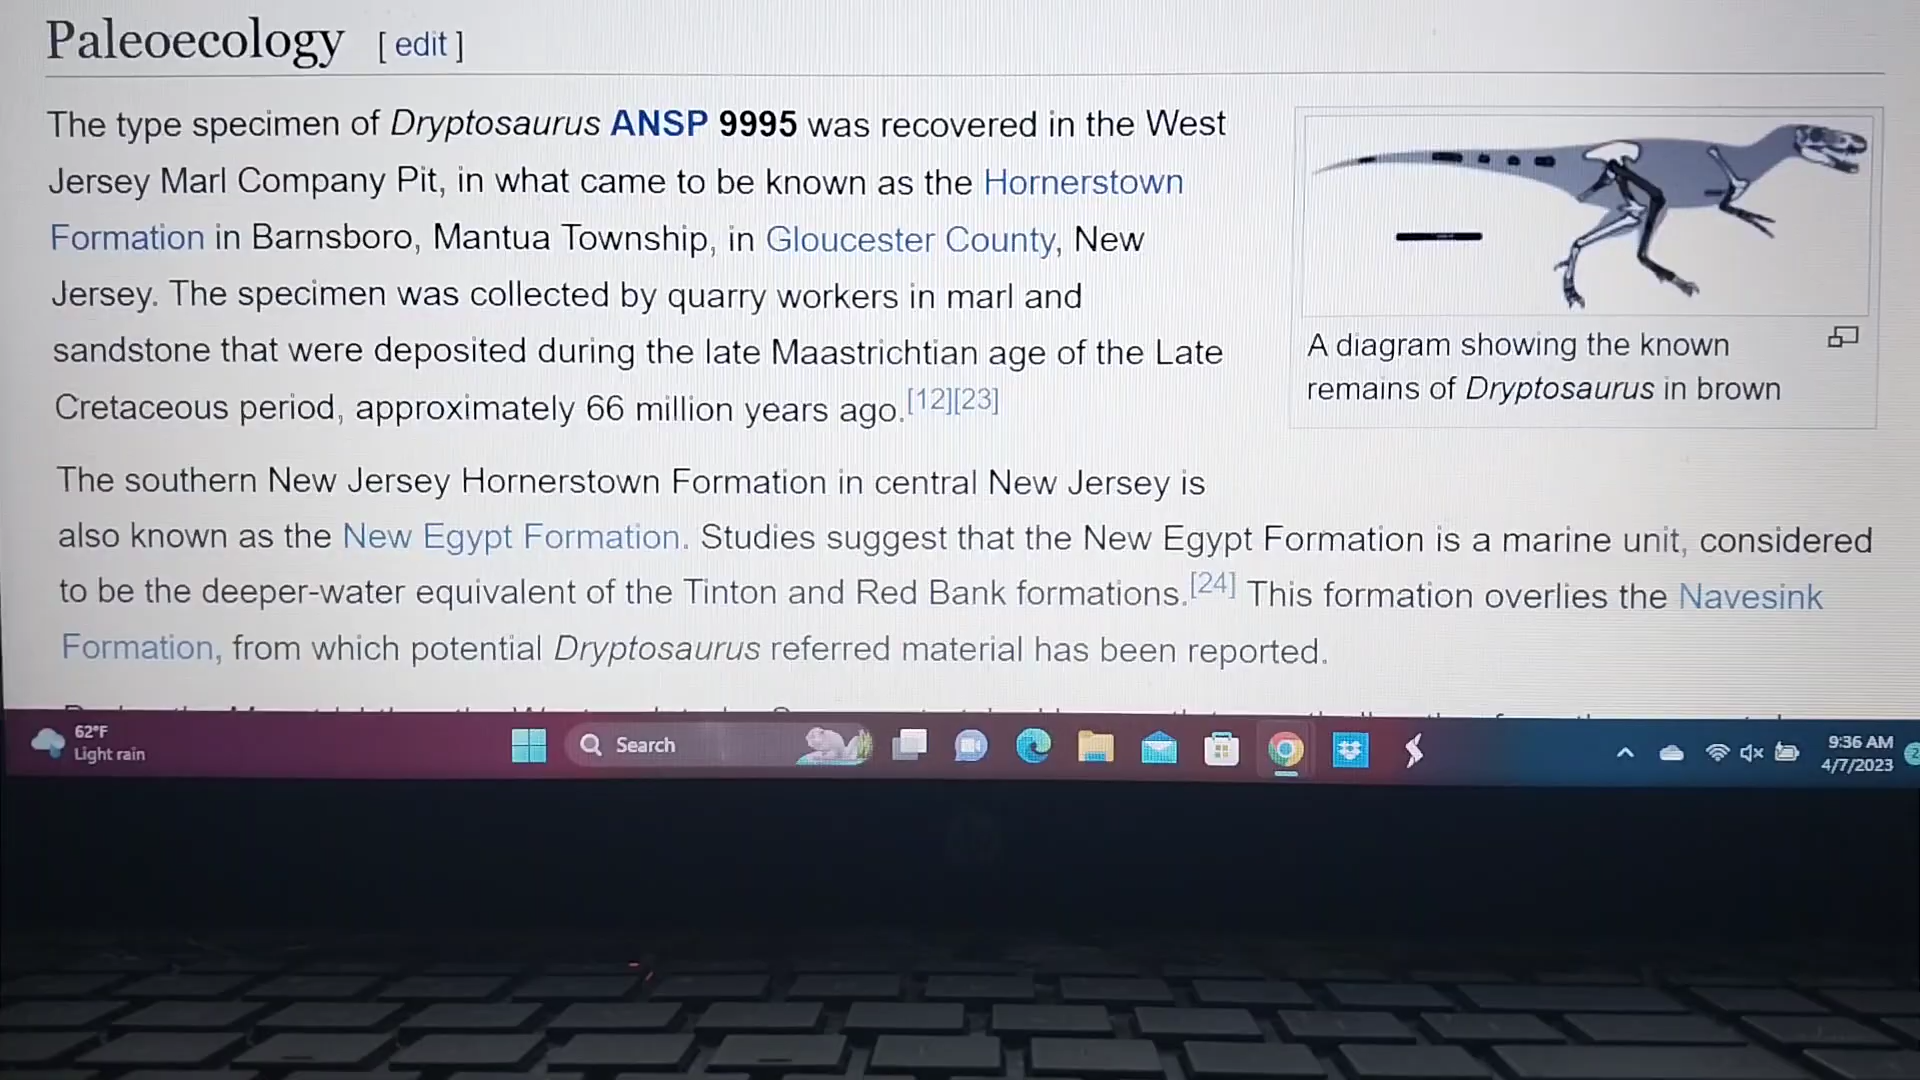 Paleoecology [ edit ]
The type specimen of Dryptosaurus ANSP 9995 was recovered in the West
Jersey Marl Company Pit, in what came to be known as the Hornerstown
Formation in Barnsboro, Mantua Township, in Gloucester County, New
Jersey. The specimen was collected by quarry workers in marl and
sandstone that were deposited during the late Maastrichtian age of the Late
Cretaceous period, approximately 66 million years ago.[12][23]
A diagram showing the known
remains of Dryptosaurus in brown
The southern New Jersey Hornerstown Formation in central New Jersey is
also known as the New Egypt Formation. Studies suggest that the New Egypt Formation is a marine unit, considered
to be the deeper-water equivalent of the Tinton and Red Bank formations.[24] This formation overlies the Navesink
Formation, from which potential Dryptosaurus referred material has been reported.
62°F
Light rain
Search
9:36 AM
4/7/2023